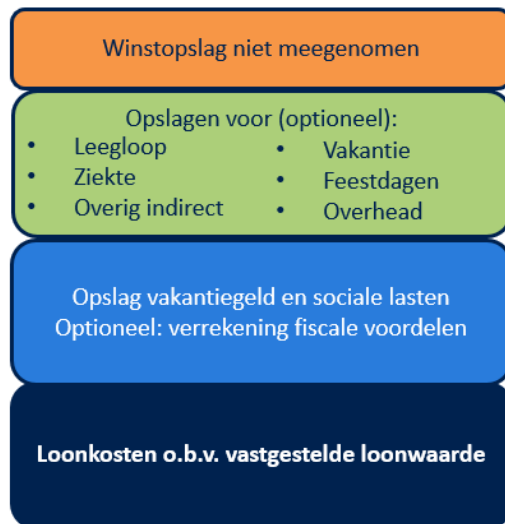 Winstopslag niet meegenomen
Opslagen voor (optioneel):
• Leegloop
• Ziekte
• Overig indirect
• Vakantie
• Feestdagen
• Overhead
Opslag vakantiegeld en sociale lasten
Optioneel: verrekening fiscale voordelen
Loonkosten o.b.v. vastgestelde loonwaarde